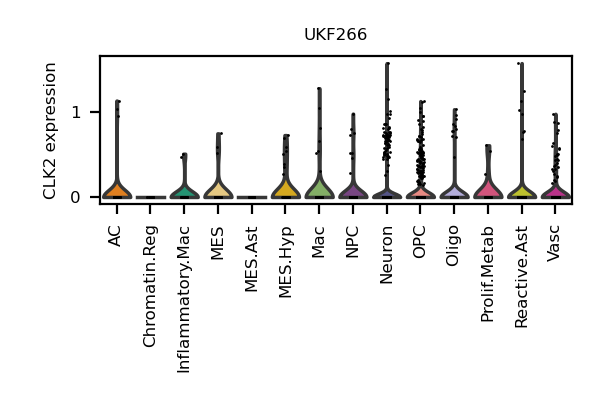 UKF266
CLK2 expression
1
0
AC
Chromatin.Reg
Inflammatory.Mac
MES
MES.Ast
MES.Hyp
Mac
NPC
Neuron
OPC
Oligo
Prolif.Metab
Reactive.Ast
Vasc